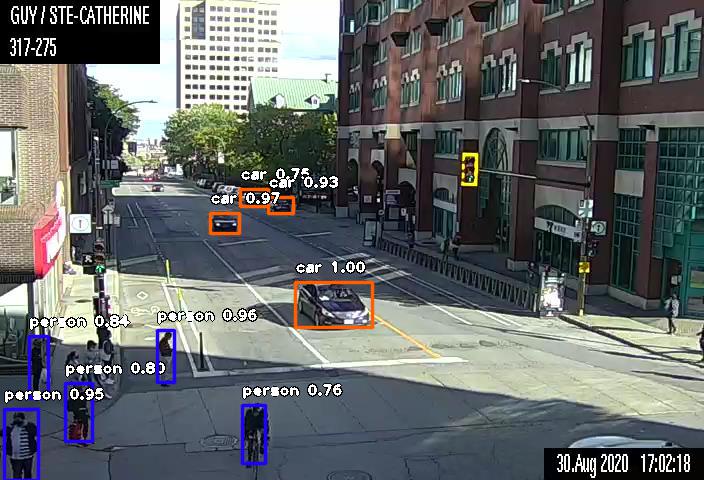 GUY / STE-CATHERINE
317-275
car 0.75
car 0.93
car 0.97
car 1.00
person 0.84
person 0.96
person 0.80
person 0.95
person 0.76
30.Aug 2020 17:02:18